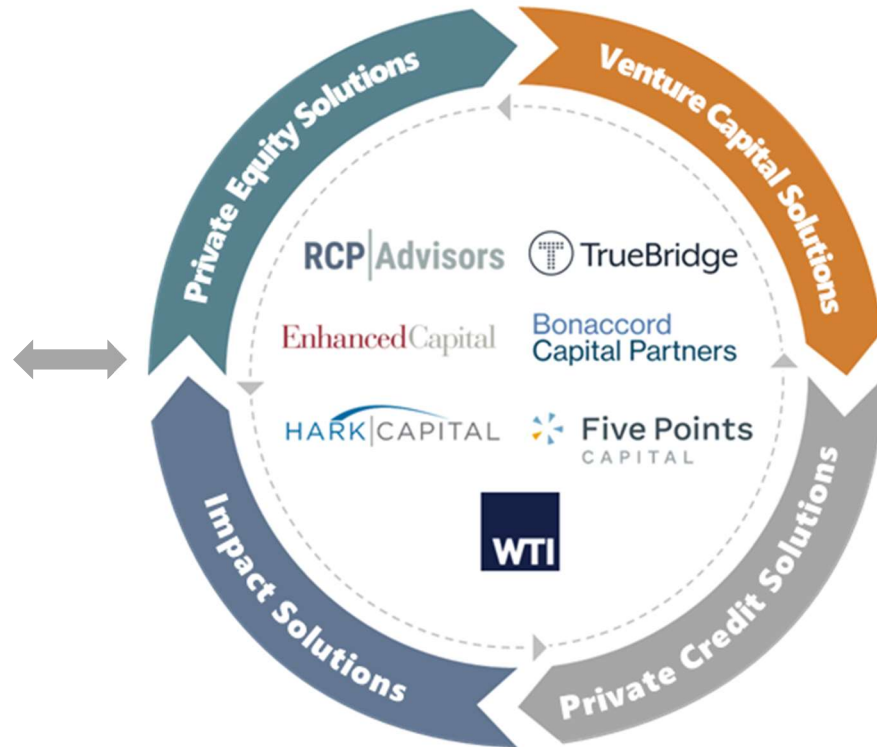 Private Equity Solutions
Venture Capital Solutions
RCP|Advisors
TrueBridge
EnhancedCapital
Bonaccord
Capital Partners
HARK|CAPITAL
Five Points
CAPITAL
WTI
Impact Solutions
Private Credit Solutions